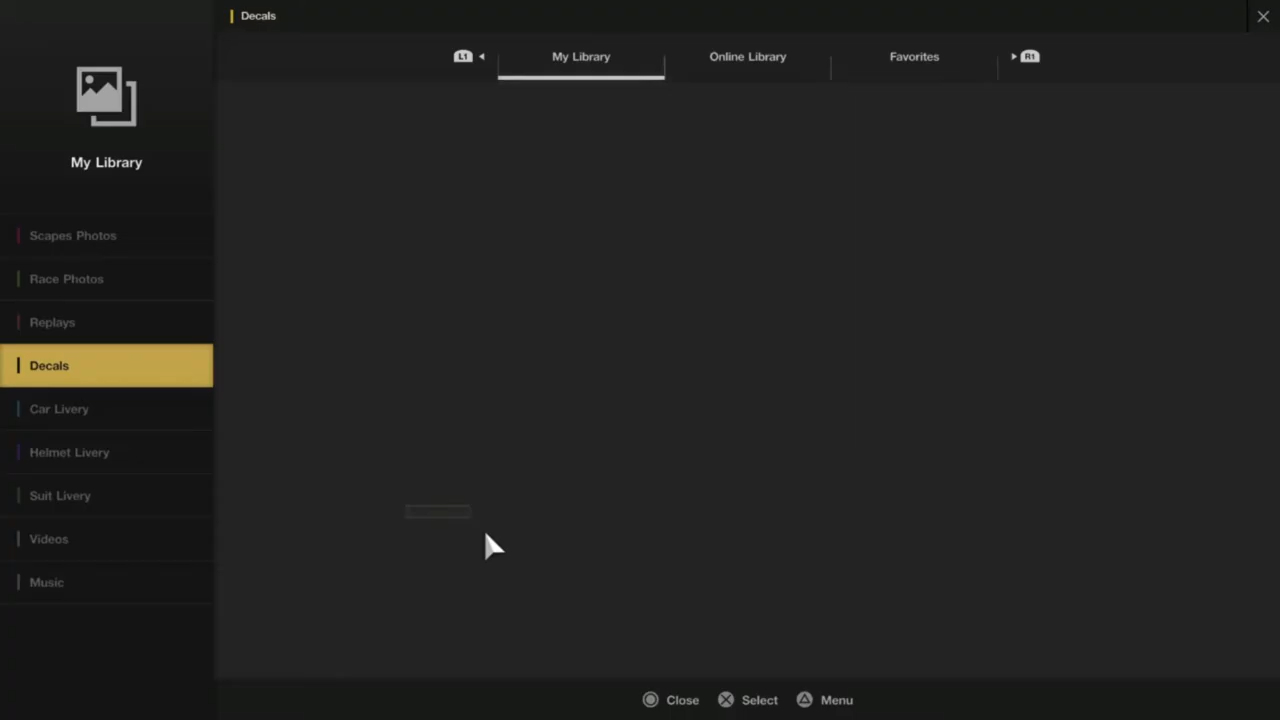 Decals
L1
My Library
Online Library
Favorites
R1
My Library
Scapes Photos
Race Photos
Replays
Decals
Car Livery
Helmet Livery
Suit Livery
Videos
Music
Close
Select
Menu